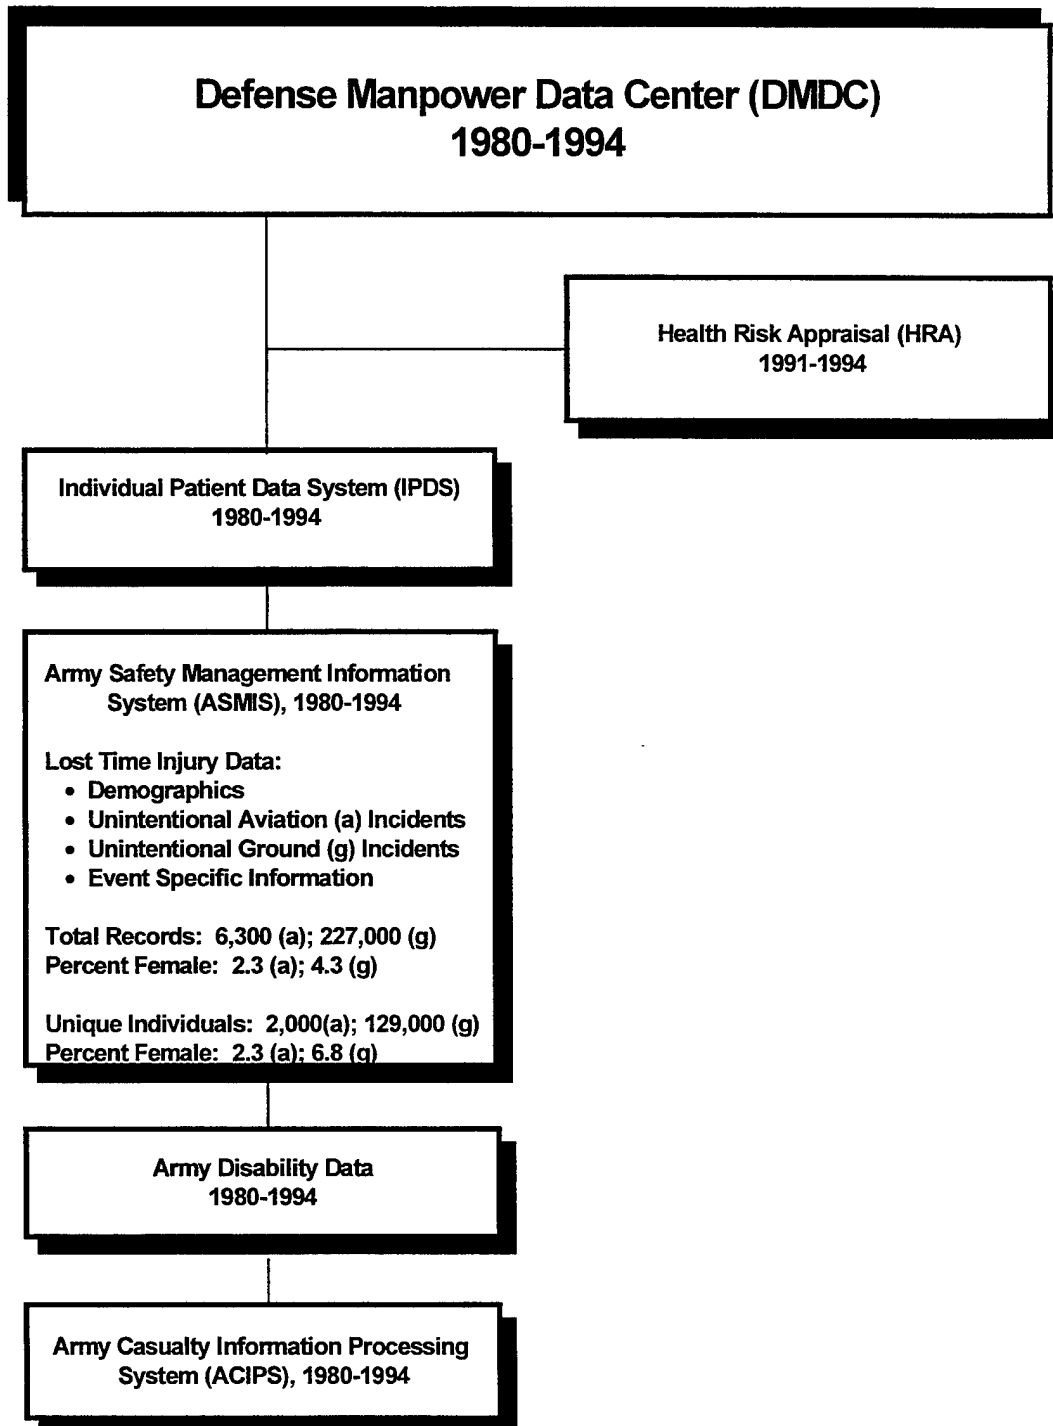 Defense Manpower Data Center (DMDC)
1980-1994
Health Risk Appraisal (HRA)
1991-1994
Individual Patient Data System (IPDS)
1980-1994
Army Safety Management Information
System (ASMIS), 1980-1994
Lost Time Injury Data:
• Demographics
• Unintentional Aviation (a) Incidents
• Unintentional Ground (g) Incidents
• Event Specific Information
Total Records: 6,300 (a); 227,000 (g)
Percent Female: 2.3 (a); 4.3 (g)
Unique Individuals: 2,000(a); 129,000 (g)
Percent Female: 2.3 (a); 6.8 (g)
Army Disability Data
1980-1994
Army Casualty Information Processing
System (ACIPS), 1980-1994